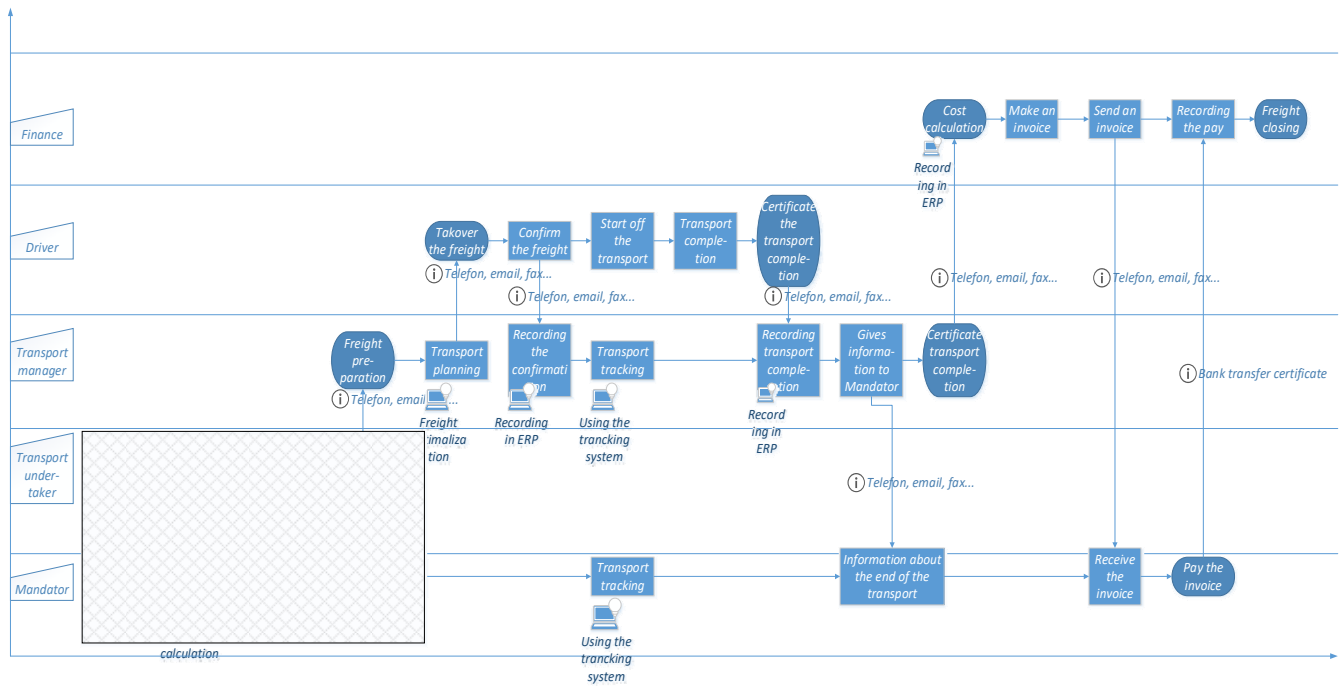 Finance
Cost
calculation
Make an
invoice
Send an
invoice
Recording
the pay
Freight
closing
Record
ing in
ERP
Driver
Takover
the freight
Confirm
the freight
Start off
the
transport
Transport
comple-
tion
Certificate
the
transport
comple-
tion
Telefon, email, fax...
Telefon, email, fax...
Telefon, email, fax...
Telefon, email, fax...
Telefon, email, fax...
Transport
manager
Freight
pre-
paration
Transport
planning
Recording
the
confirmati
on
Transport
tracking
Recording
transport
comple-
tion
Gives
informa-
tion to
Mandator
Certificate
transport
comple-
tion
Bank transfer certificate
Telefon, email
Freight
tion
Recording
in ERP
Using the
trancking
system
Record
ing in
ERP
Transport
under-
taker
Telefon, email, fax...
Mandator
Transport
tracking
Information about
the end of the
transport
Receive
the
invoice
Pay the
invoice
Using the
trancking
system
calculation